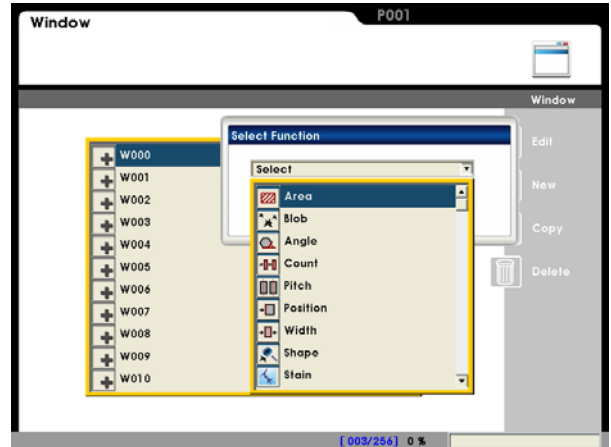 Window
P001
Window
Edit
New
Copy
Delete
W000
W001
W002
W003
W004
W005
W006
W007
W008
W009
W010
Select Function
Select
Area
Blob
Angle
Count
Pitch
Position
Width
Shape
Stain
[ 003/256] 0 %